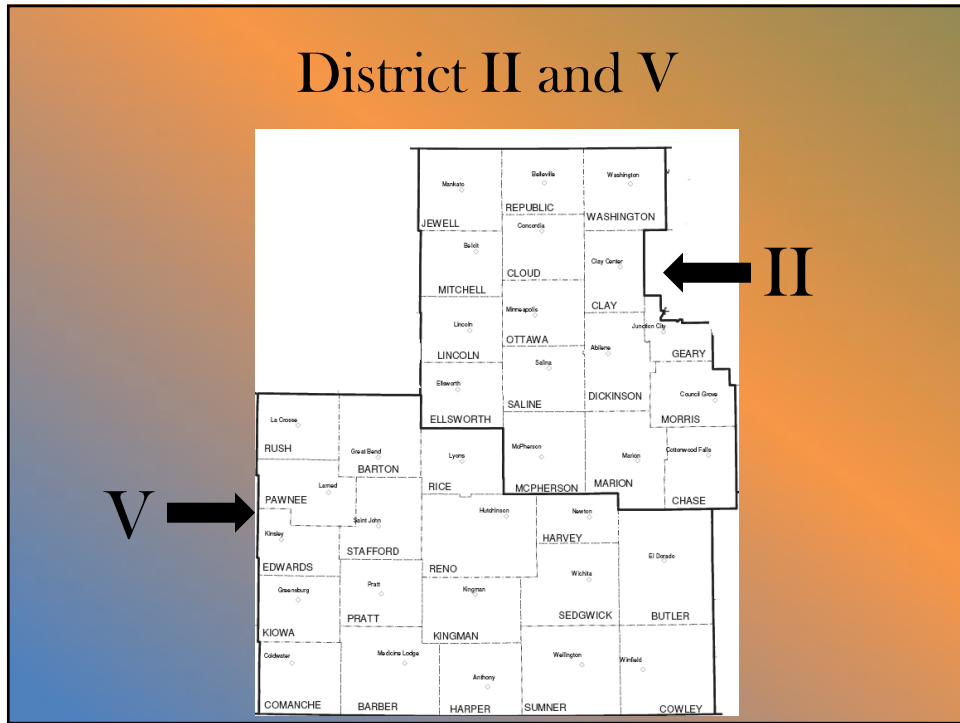 District II and V
Mankato
Belleville
Washington
JEWELL
REPUBLIC
WASHINGTON
Concordia
Beloit
Clay Center
II
MITCHELL
CLOUD
CLAY
Minneapolis
Lincoln
Junction City
LINCOLN
OTTAWA
Abilene
GEARY
Salina
Ellsworth
Council Grove
ELLSWORTH
SALINE
DICKINSON
MORRIS
La Crosse
RUSH
Great Bend
BARTON
Lyons
McPherson
Marion
Cottonwood Falls
RICE
MCPHERSON
MARION
CHASE
Larned
PAWNEE
V
Saint John
Hutchinson
Newton
Kinsley
STAFFORD
HARVEY
El Dorado
EDWARDS
RENO
Wichita
Greensburg
Pratt
Kingman
KIOWA
PRATT
KINGMAN
SEDGWICK
BUTLER
Coldwater
Medicine Lodge
Anthony
Wellington
Winfield
COMANCHE
BARBER
HARPER
SUMNER
COWLEY